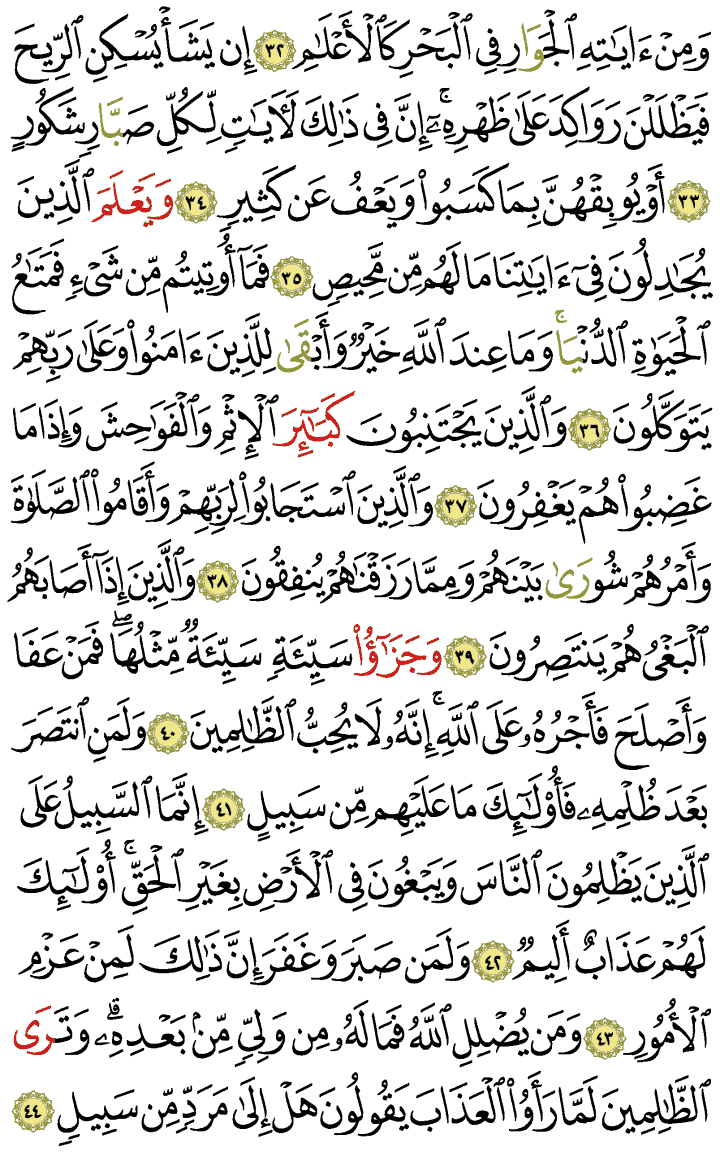 وَمِنْ ءَايَٰتِهِ ٱلْجَوَارِ فِى ٱلْبَحْرِ كَٱلْأَعْلَٰمِ ٣٢ إِن يَشَأْ يُسْكِنِ ٱلرِّيحَ
فَيَظْلَلْنَ رَوَاكِدَ عَلَىٰ ظَهْرِهِۦٓ ۚ إِنَّ فِى ذَٰلِكَ لَأٓيَٰتٍ لِّكُلِّ صَبَّارٍ شَكُورٍ
٣٣ أَوْ يُوبِقْهُنَّ بِمَا كَسَبُوا۟ وَيَعْفُ عَن كَثِيرٍ ٣٤ وَيَعْلَمَ ٱلَّذِينَ
يُجَٰدِلُونَ فِىٓ ءَايَٰتِنَا مَا لَهُم مِّن مَّحِيصٍ ٣٥ فَمَآ أُوتِيتُم مِّن شَىْءٍ فَمَتَٰعُ
ٱلْحَيَوٰةِ ٱلدُّنْيَا ۚ وَمَا عِندَ ٱللَّهِ خَيْرٌ وَأَبْقَىٰ لِلَّذِينَ ءَامَنُوا۟ وَعَلَىٰ رَبِّهِمْ
يَتَوَكَّلُونَ ٣٦ وَٱلَّذِينَ يَجْتَنِبُونَ كَبَٰٓئِرَ ٱلْإِثْمِ وَٱلْفَوَٰحِشَ وَإِذَا مَا
غَضِبُوا۟ هُمْ يَغْفِرُونَ ٣٧ وَٱلَّذِينَ ٱسْتَجَابُوا۟ لِرَبِّهِمْ وَأَقَامُوا۟ ٱلصَّلَوٰةَ
وَأَمْرُهُمْ شُورَىٰ بَيْنَهُمْ وَمِمَّا رَزَقْنَٰهُمْ يُنفِقُونَ ٣٨ وَٱلَّذِينَ إِذَآ أَصَابَهُمُ
ٱلْبَغْىُ هُمْ يَنتَصِرُونَ ٣٩ وَجَزَٰٓؤُا۟ سَيِّئَةٍ سَيِّئَةٌ مِّثْلُهَا ۖ فَمَنْ عَفَا
وَأَصْلَحَ فَأَجْرُهُۥ عَلَى ٱللَّهِ ۚ إِنَّهُۥ لَا يُحِبُّ ٱلظَّٰلِمِينَ ٤٠ وَلَمَنِ ٱنتَصَرَ
بَعْدَ ظُلْمِهِۦ فَأُو۟لَٰٓئِكَ مَا عَلَيْهِم مِّن سَبِيلٍ ٤١ إِنَّمَا ٱلسَّبِيلُ عَلَى
ٱلَّذِينَ يَظْلِمُونَ ٱلنَّاسَ وَيَبْغُونَ فِى ٱلْأَرْضِ بِغَيْرِ ٱلْحَقِّ ۚ أُو۟لَٰٓئِكَ
لَهُمْ عَذَابٌ أَلِيمٌ ٤٢ وَلَمَن صَبَرَ وَغَفَرَ إِنَّ ذَٰلِكَ لَمِنْ عَزْمِ
ٱلْأُمُورِ ٤٣ وَمَن يُضْلِلِ ٱللَّهُ فَمَا لَهُۥ مِن وَلِىٍّ مِّنۢ بَعْدِهِۦ ۗ وَتَرَى
ٱلظَّٰلِمِينَ لَمَّا رَأَوُا۟ ٱلْعَذَابَ يَقُولُونَ هَلْ إِلَىٰ مَرَدٍّ مِّن سَبِيلٍ ٤٤